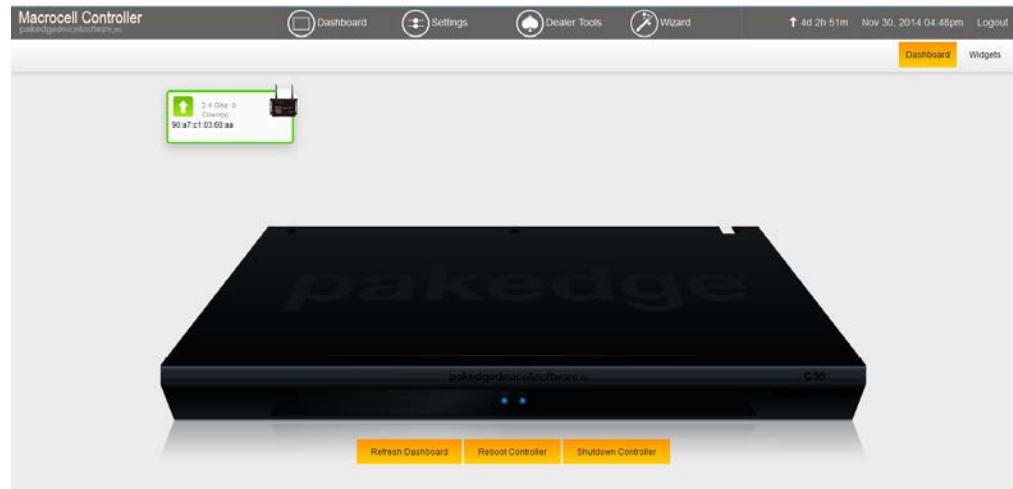 Macrocell Controller
pakedgedevice&software inc
Dashboard
Settings
Dealer Tools
Wizard
4d 2h 51m
Nov 30, 2014 04:48pm
Logout
Dashboard
Widgets
2.4 Ghz: 0
Client(s)
90:a7:c1:03:60:aa
pakedge
pakedgedevice&software inc
C36
Refresh Dashboard
Reboot Controller
Shutdown Controller